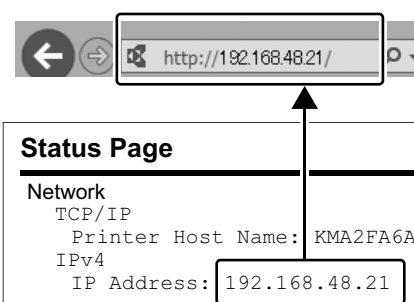 http://192.168.48.21/
Status Page
Network
TCP/IP
Printer Host Name: KMA2FA6A
IPv4
IP Address: 192.168.48.21